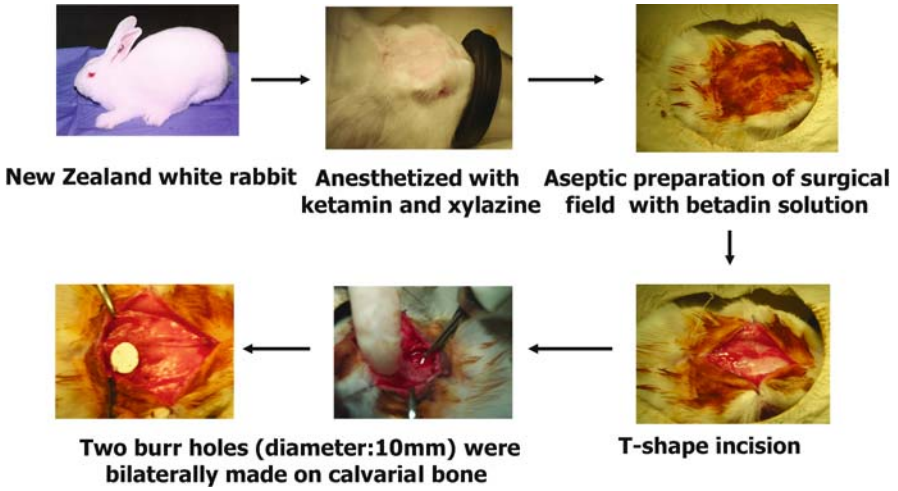 New Zealand white rabbit
Anesthetized with
ketamin and xylazine
Aseptic preparation of surgical
field with betadin solution
T-shape incision
Two burr holes (diameter:10mm) were
bilaterally made on calvarial bone